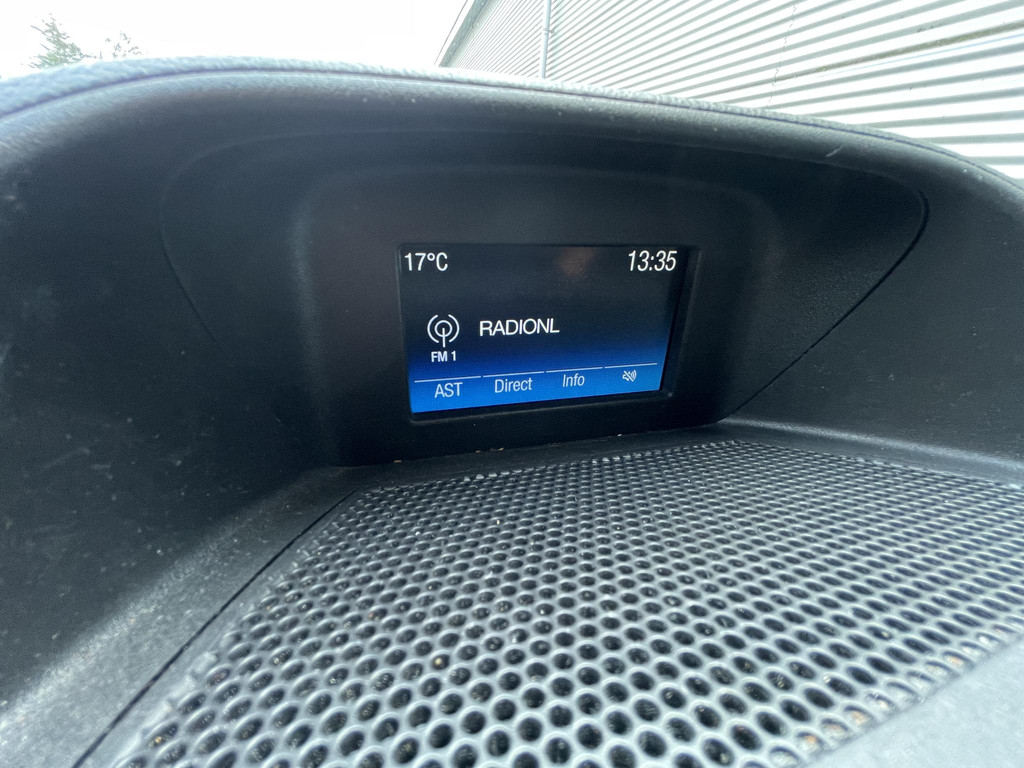 17°C 13:35
RADIONL
FM 1
AST Direct Info